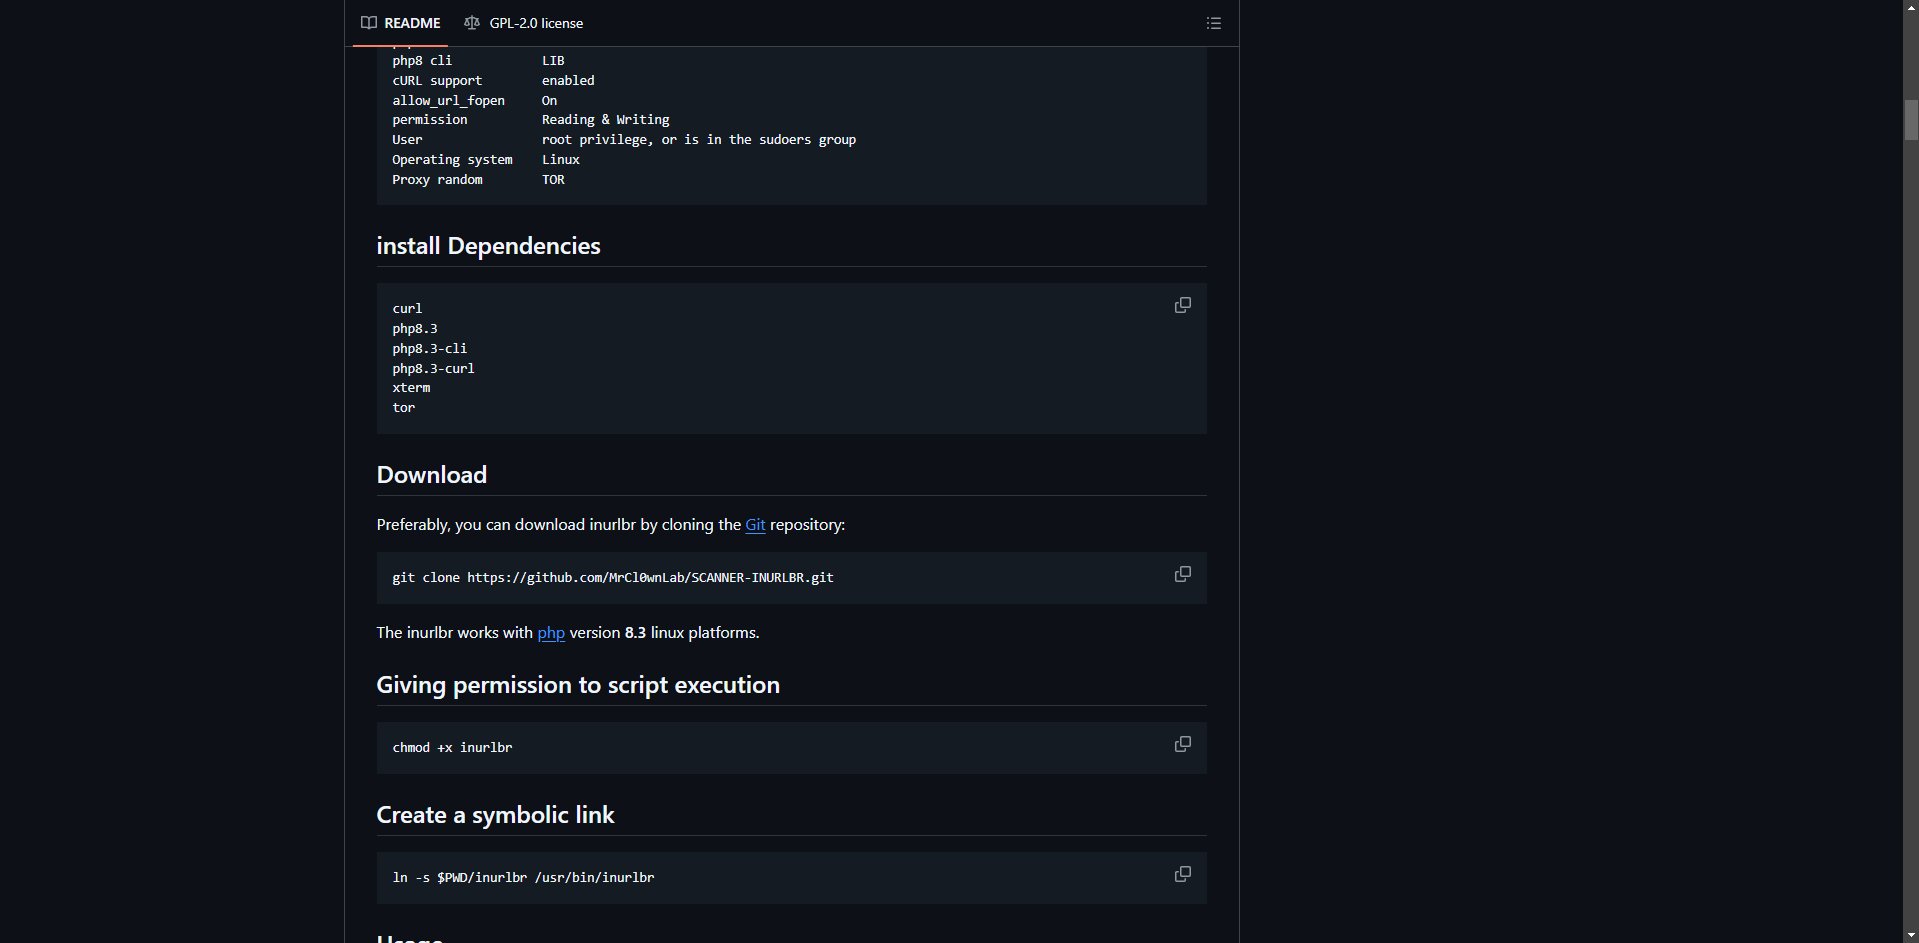 README GPL-2.0 license
php8 cli LIB
cURL support enabled
allow_url_fopen On
permission Reading & Writing
User root privilege, or is in the sudoers group
Operating system Linux
Proxy random TOR
install Dependencies
curl
php8.3
php8.3-cli
php8.3-curl
xterm
tor
Download
Preferably, you can download inurlbr by cloning the Git repository:
git clone https://github.com/MrCl0wnLab/SCANNER-INURLBR.git
The inurlbr works with php version 8.3 linux platforms.
Giving permission to script execution
chmod +x inurlbr
Create a symbolic link
ln -s $PWD/inurlbr /usr/bin/inurlbr
Usage